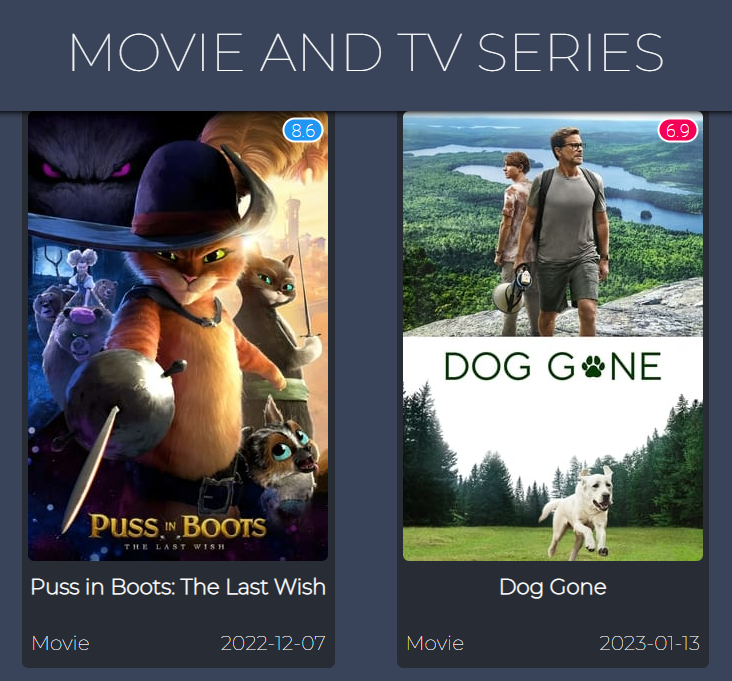 MOVIE AND TV SERIES
8.6
6.9
DOG GONE
PUSS IN BOOTS
THE LAST WISH
Puss in Boots: The Last Wish
Dog Gone
Movie 2022-12-07
Movie 2023-01-13